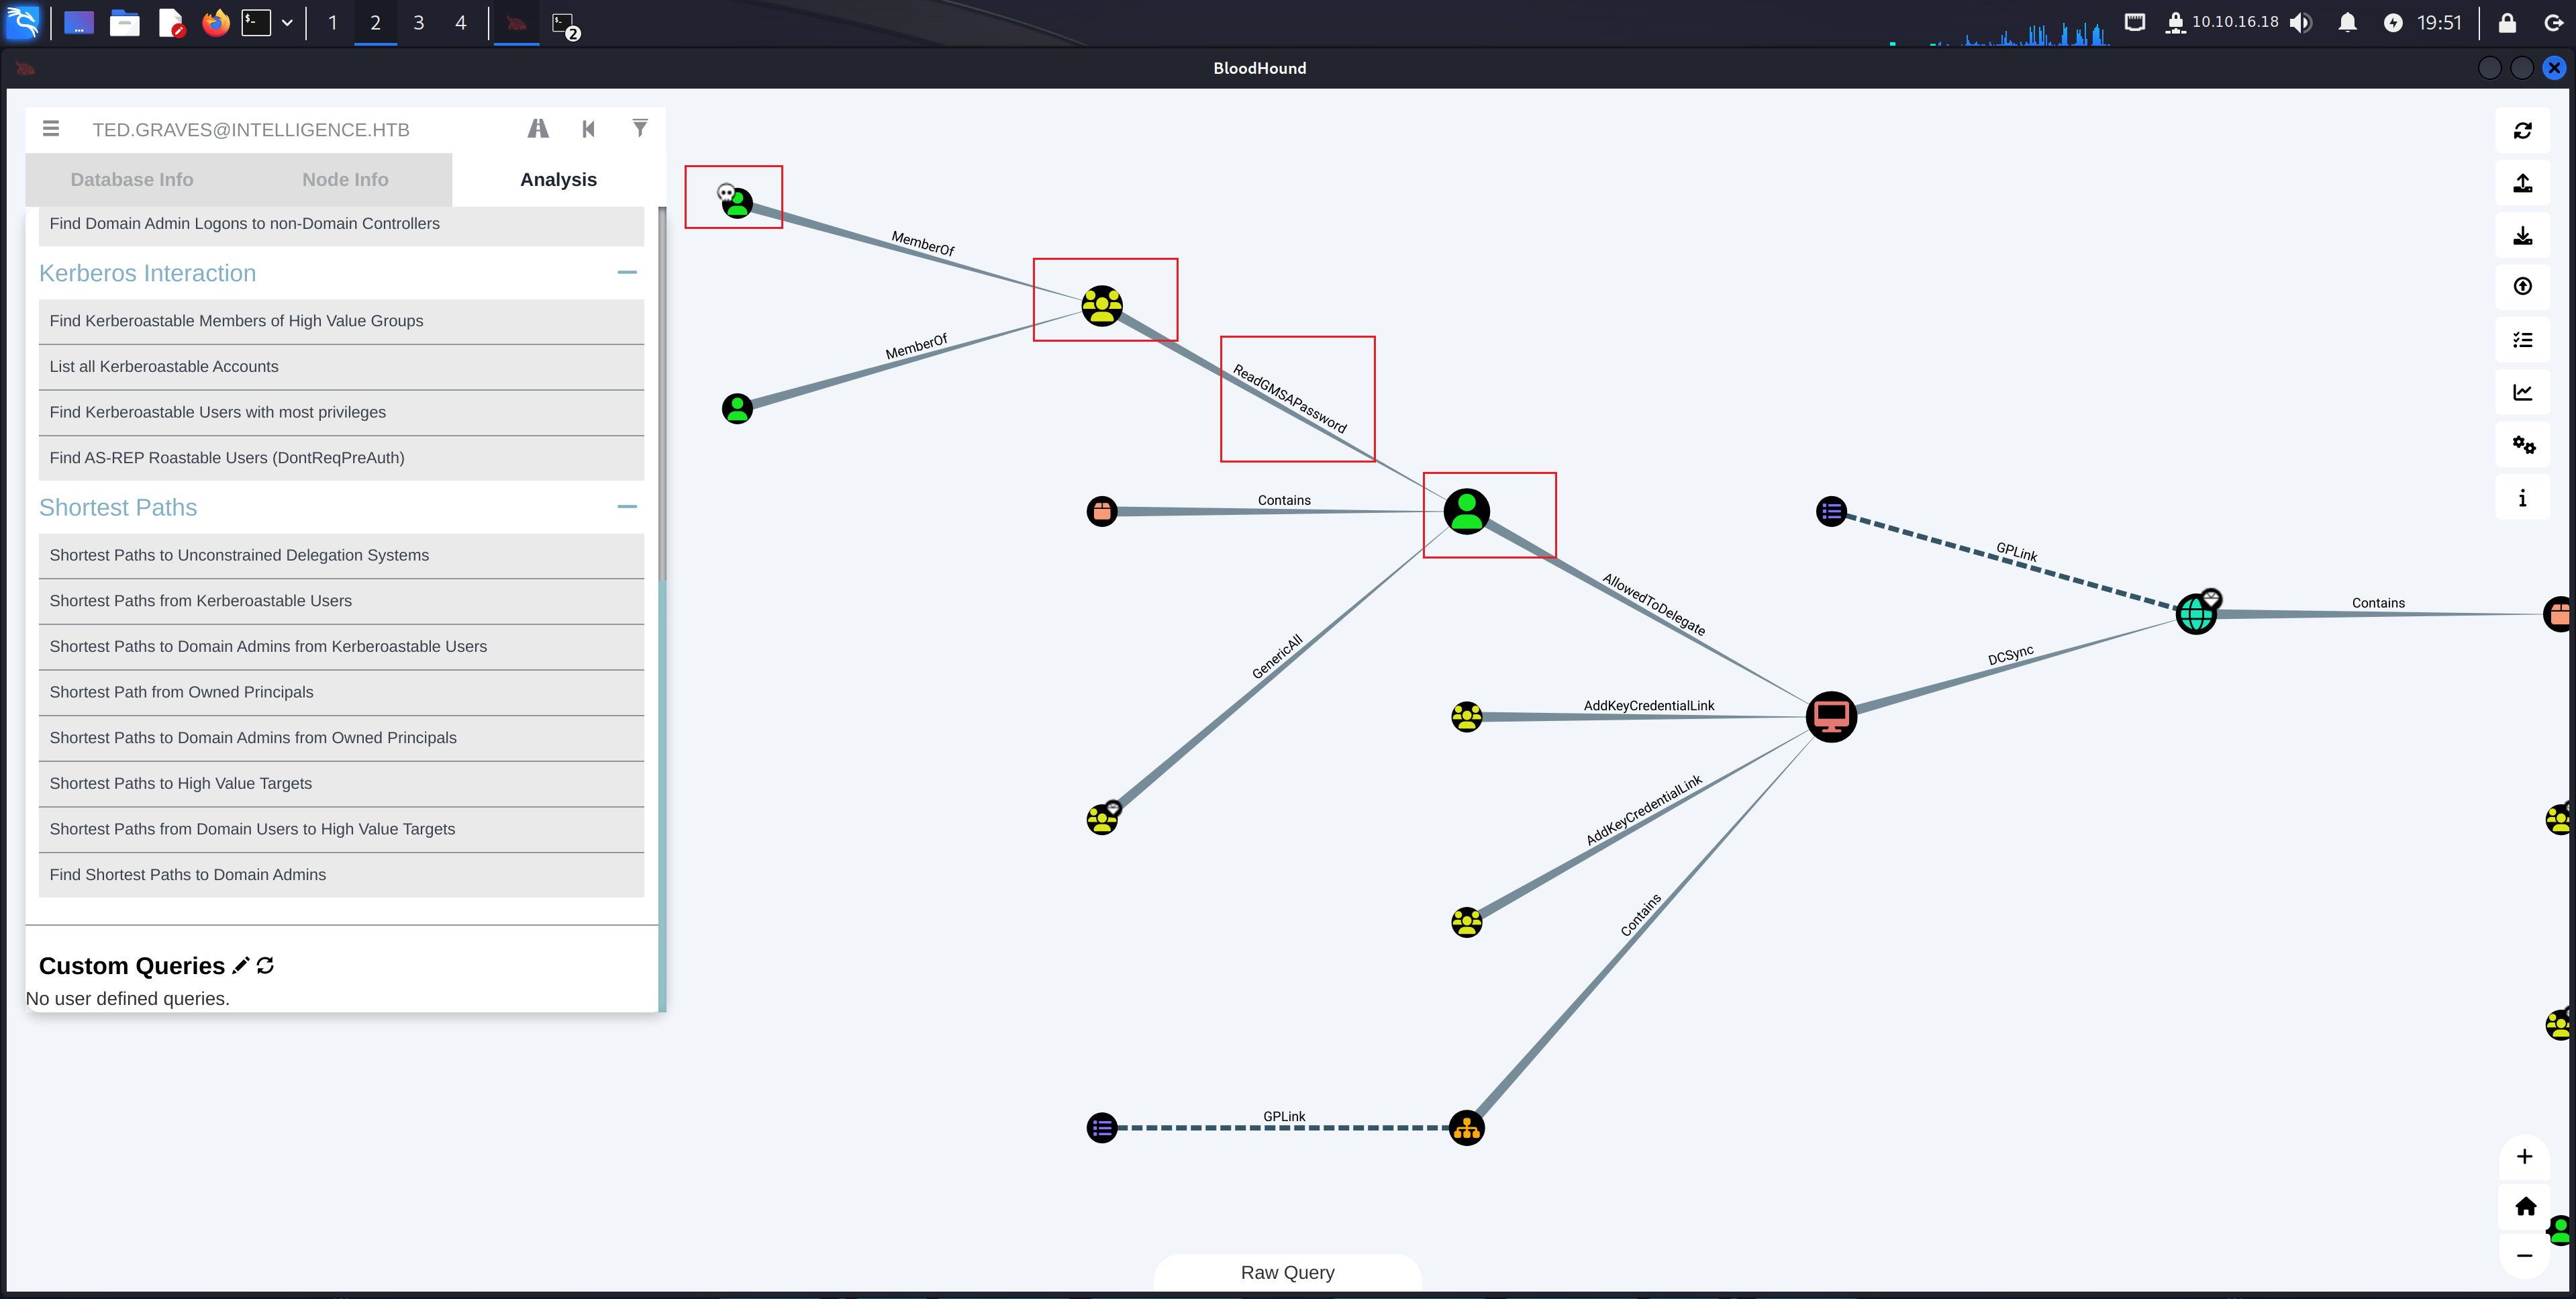 1 2 3 4 2 10.10.16.18 19:51
BloodHound
TED.GRAVES@INTELLIGENCE.HTB
Database Info Node Info Analysis
Find Domain Admin Logons to non-Domain Controllers
Kerberos Interaction
Find Kerberoastable Members of High Value Groups
List all Kerberoastable Accounts
Find Kerberoastable Users with most privileges
Find AS-REP Roastable Users (DontReqPreAuth)
Shortest Paths
Shortest Paths to Unconstrained Delegation Systems
Shortest Paths from Kerberoastable Users
Shortest Paths to Domain Admins from Kerberoastable Users
Shortest Path from Owned Principals
Shortest Paths to Domain Admins from Owned Principals
Shortest Paths to High Value Targets
Shortest Paths from Domain Users to High Value Targets
Find Shortest Paths to Domain Admins
Custom Queries
No user defined queries.
MemberOf
MemberOf
ReadGMSAPassword
Contains
GPLink
AllowedToDelegate
Contains
GenericAll
DCSync
AddKeyCredentialLink
AddKeyCredentialLink
Contains
GPLink
Raw Query